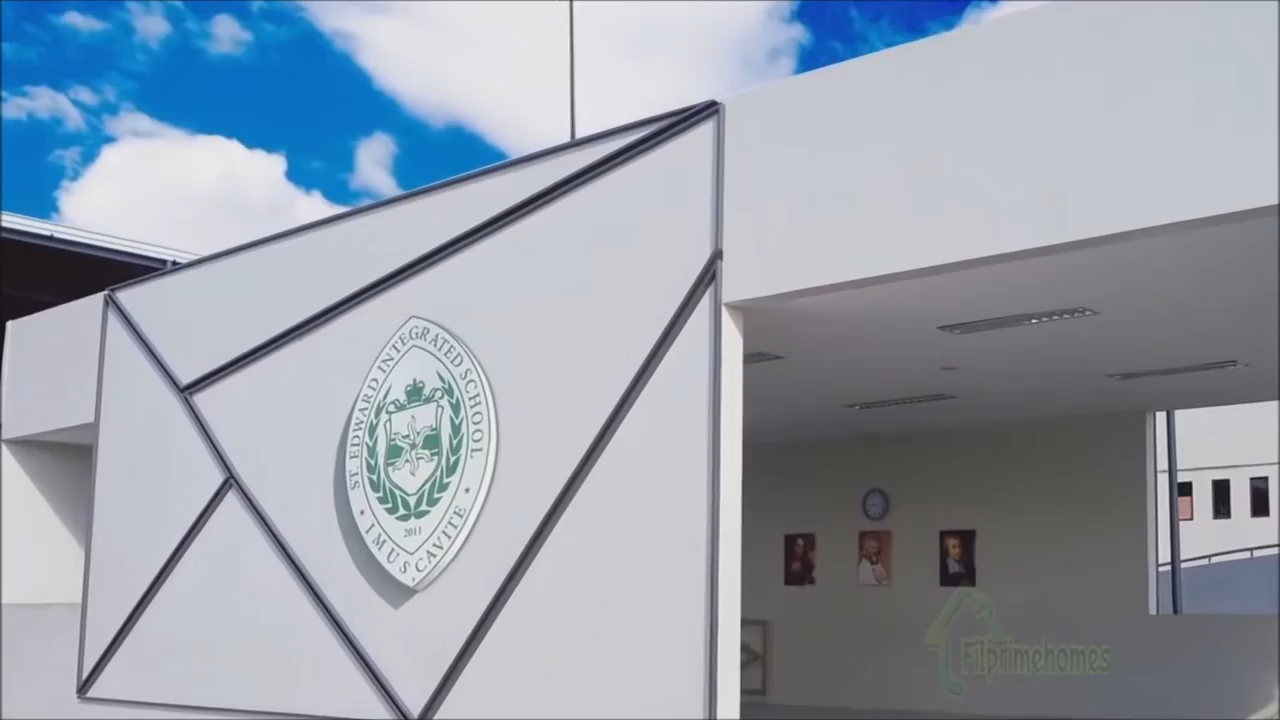 ST. EDWARD INTEGRATED SCHOOL
2011
* IMUS, CAVITE *
Filprimehomes